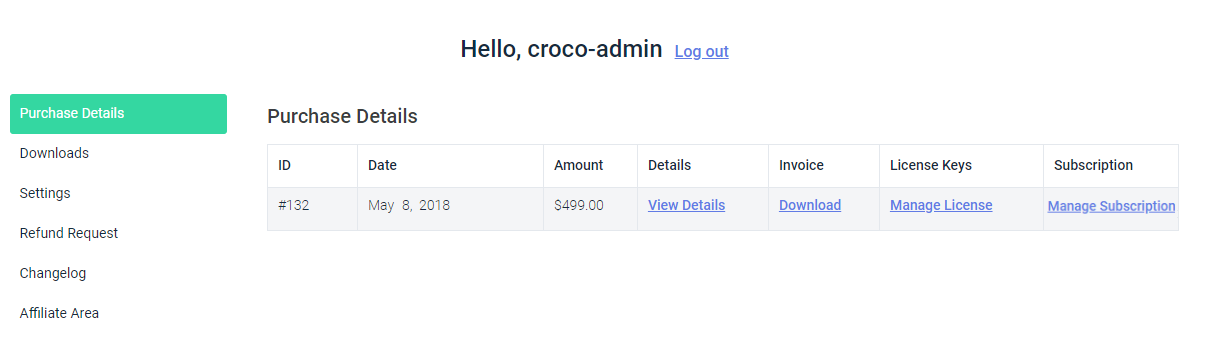 Hello, croco-admin Log out
Purchase Details
Downloads
Settings
Refund Request
Changelog
Affiliate Area
Purchase Details
ID Date Amount Details Invoice License Keys Subscription
#132 May 8, 2018 $499.00 View Details Download Manage License Manage Subscription